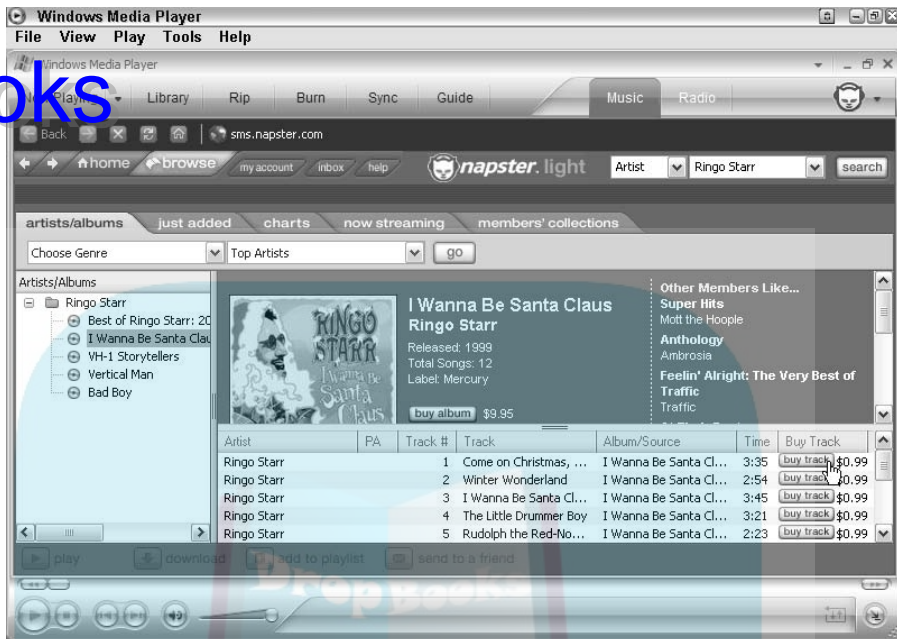 Windows Media Player
File View Play Tools Help
Windows Media Player
oks
Now Playing Library Rip Burn Sync Guide Music Radio
Back sms.napster.com
home browse my account inbox help napster. light Artist Ringo Starr search
artists/albums just added charts now streaming members' collections
Choose Genre Top Artists go
Artists/Albums
Ringo Starr
Best of Ringo Starr: 20
I Wanna Be Santa Clau
VH-1 Storytellers
Vertical Man
Bad Boy
RINGO
STARR
I Wanna Be
Santa
Claus
I Wanna Be Santa Claus
Ringo Starr
Released: 1999
Total Songs: 12
Label: Mercury
buy album $9.95
Other Members Like...
Super Hits
Mott the Hoople
Anthology
Ambrosia
Feelin' Alright: The Very Best of
Traffic
Traffic
Artist PA Track # Track Album/Source Time Buy Track
Ringo Starr 1 Come on Christmas, ... I Wanna Be Santa Cl... 3:35 buy track $0.99
Ringo Starr 2 Winter Wonderland I Wanna Be Santa Cl... 2:54 buy track $0.99
Ringo Starr 3 I Wanna Be Santa Cl... I Wanna Be Santa Cl... 3:45 buy track $0.99
Ringo Starr 4 The Little Drummer Boy I Wanna Be Santa Cl... 3:21 buy track $0.99
Ringo Starr 5 Rudolph the Red-No... I Wanna Be Santa Cl... 2:23 buy track $0.99
play download add to playlist send to a friend
Drop Books